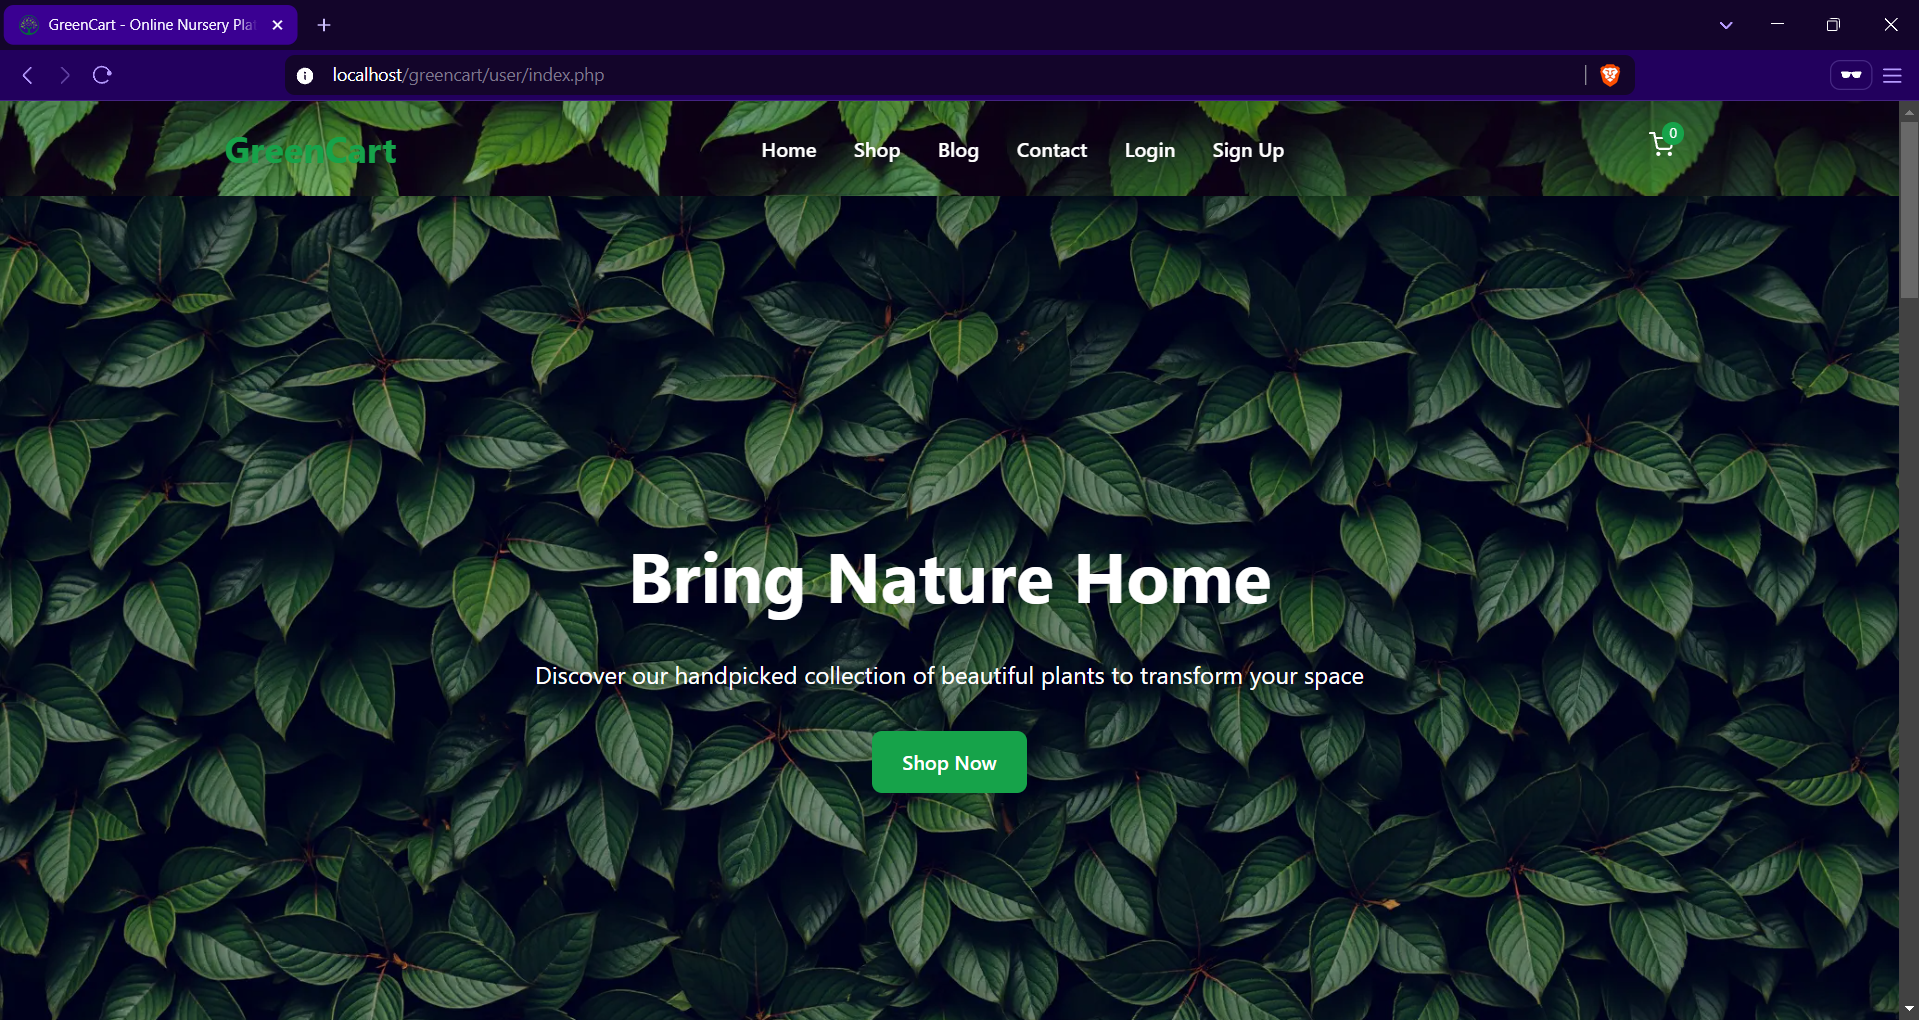 GreenCart - Online Nursery Pla
localhost/greencart/user/index.php
GreenCart
Home Shop Blog Contact Login Sign Up
0
Bring Nature Home
Discover our handpicked collection of beautiful plants to transform your space
Shop Now